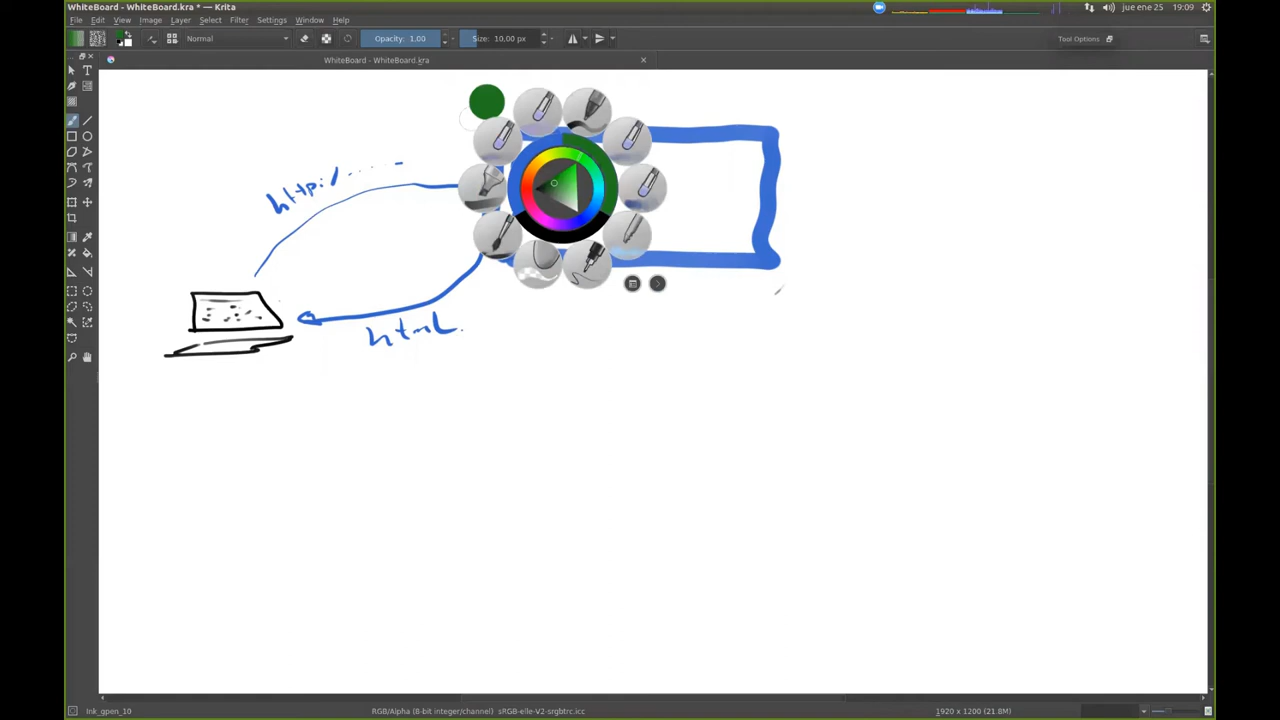 WhiteBoard - WhiteBoard.kra * — Krita
jue ene 25 19:09
File Edit View Image Layer Select Filter Settings Window Help
Normal
Opacity: 1,00
Size: 10,00 px
Tool Options
WhiteBoard - WhiteBoard.kra
http:/.....
html.
Ink_gpen_10
RGB/Alpha (8-bit integer/channel) sRGB-elle-V2-srgbtrc.icc
1920 x 1200 (21.8M)